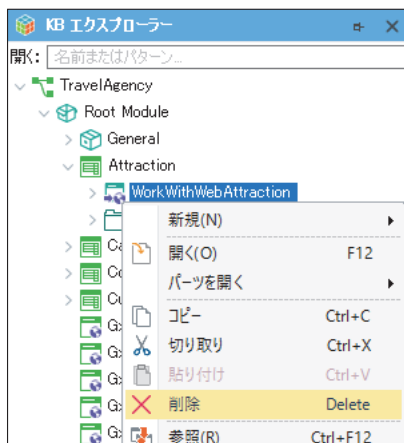 KB エクスプローラー
開く: 名前またはパターン...
TravelAgency
Root Module
General
Attraction
WorkWithWebAttraction
新規(N)
開く(O) F12
パーツを開く
コピー Ctrl+C
切り取り Ctrl+X
貼り付け Ctrl+V
削除 Delete
参照(R) Ctrl+F12